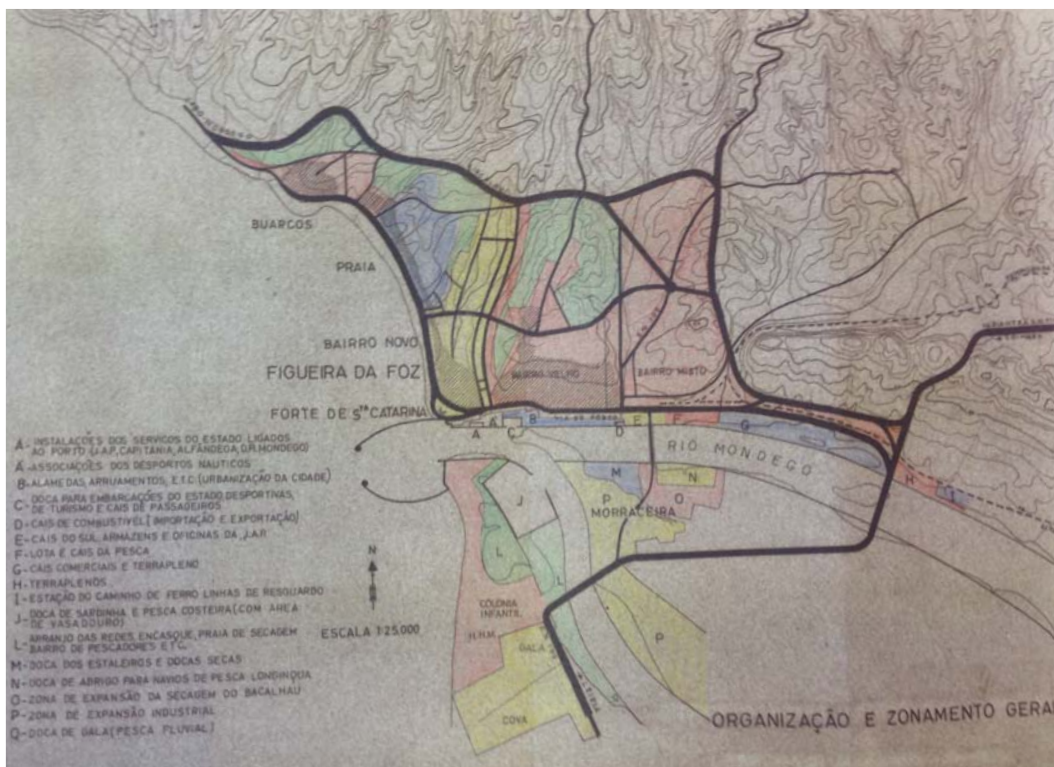 CABO MONDEGO
BUARCOS
PRAIA
BAIRRO NOVO
FIGUEIRA DA FOZ
BAIRRO VELHO
BAIRRO MISTO
FORTE DE STA CATARINA
RIO MONDEGO
A
A
B
C
D
E
F
G
H
I
A - INSTALAÇÕES DOS SERVICOS DO ESTADO LIGADOS
AO PORTO (J.A.P, CAPITANIA, ALFÂNDEGA, D.H. MONDEGO)
Á - ASSOCIAÇÕES DOS DESPORTOS NAUTICOS
B - ALAMEDAS, ARRUAMENTOS, E.T.C (URBANIZAÇÃO DA CIDADE)
C - DOCA PARA EMBARCAÇÕES DO ESTADO DESPORTIVAS,
DE TURISMO E CAIS DE PASSAGEIROS
D - CAIS DE COMBUSTIVEL (IMPORTAÇÃO E EXPORTAÇÃO)
E - CAIS DO SUL, ARMAZENS E OFICINAS DA J.A.P.
F - LOTA E CAIS DA PESCA
G - CAIS COMERCIAIS E TERRAPLENO
H - TERRAPLENOS
I - ESTAÇÃO DO CAMINHO DE FERRO LINHAS DE RESGUARDO
J - DOCA DE SARDINHA E PESCA COSTEIRA (COM AREA
DE VASADOURO)
L - ARRANJO DAS REDES, ENCASQUE, PRAIA DE SECAGEM
BAIRRO DE PESCADORES ETC.
M - DOCA DOS ESTALEIROS E DOCAS SECAS
N - DOCA DE ABRIGO PARA NAVIOS DE PESCA LONGINQUA
O - ZONA DE EXPANSÃO DA SECAGEM DO BACALHAU
P - ZONA DE EXPANSÃO INDUSTRIAL
Q - DOCA DE GALA (PESCA FLUVIAL)
N
ESCALA 1:25.000
J
M
N
P
O
MORRACEIRA
L
L
COLONIA
INFANTIL
GALA
P
COVA
ORGANIZAÇÃO E ZONAMENTO GERA